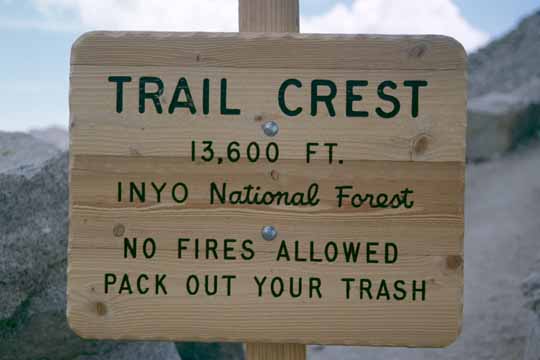 TRAIL CREST
13,600 FT.
INYO National Forest
NO FIRES ALLOWED
PACK OUT YOUR TRASH